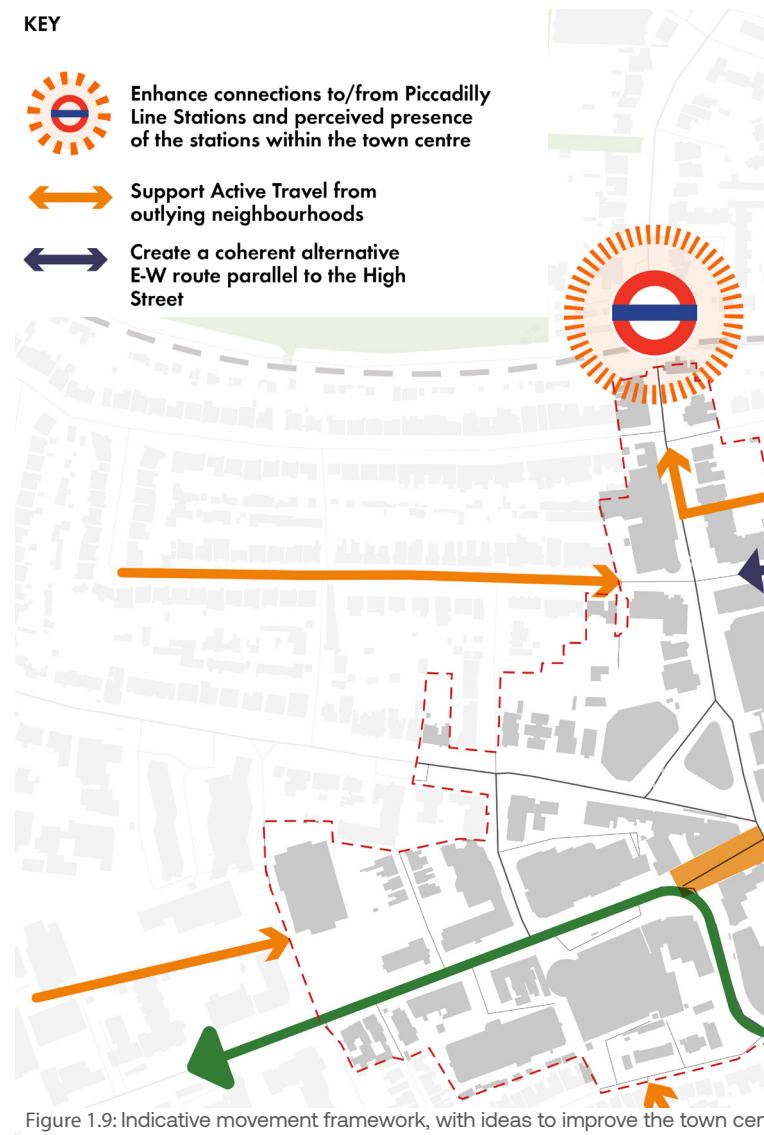 KEY
Enhance connections to/from Piccadilly
Line Stations and perceived presence
of the stations within the town centre
Support Active Travel from
outlying neighbourhoods
Create a coherent alternative
E-W route parallel to the High
Street
Figure 1.9: Indicative movement framework, with ideas to improve the town cen